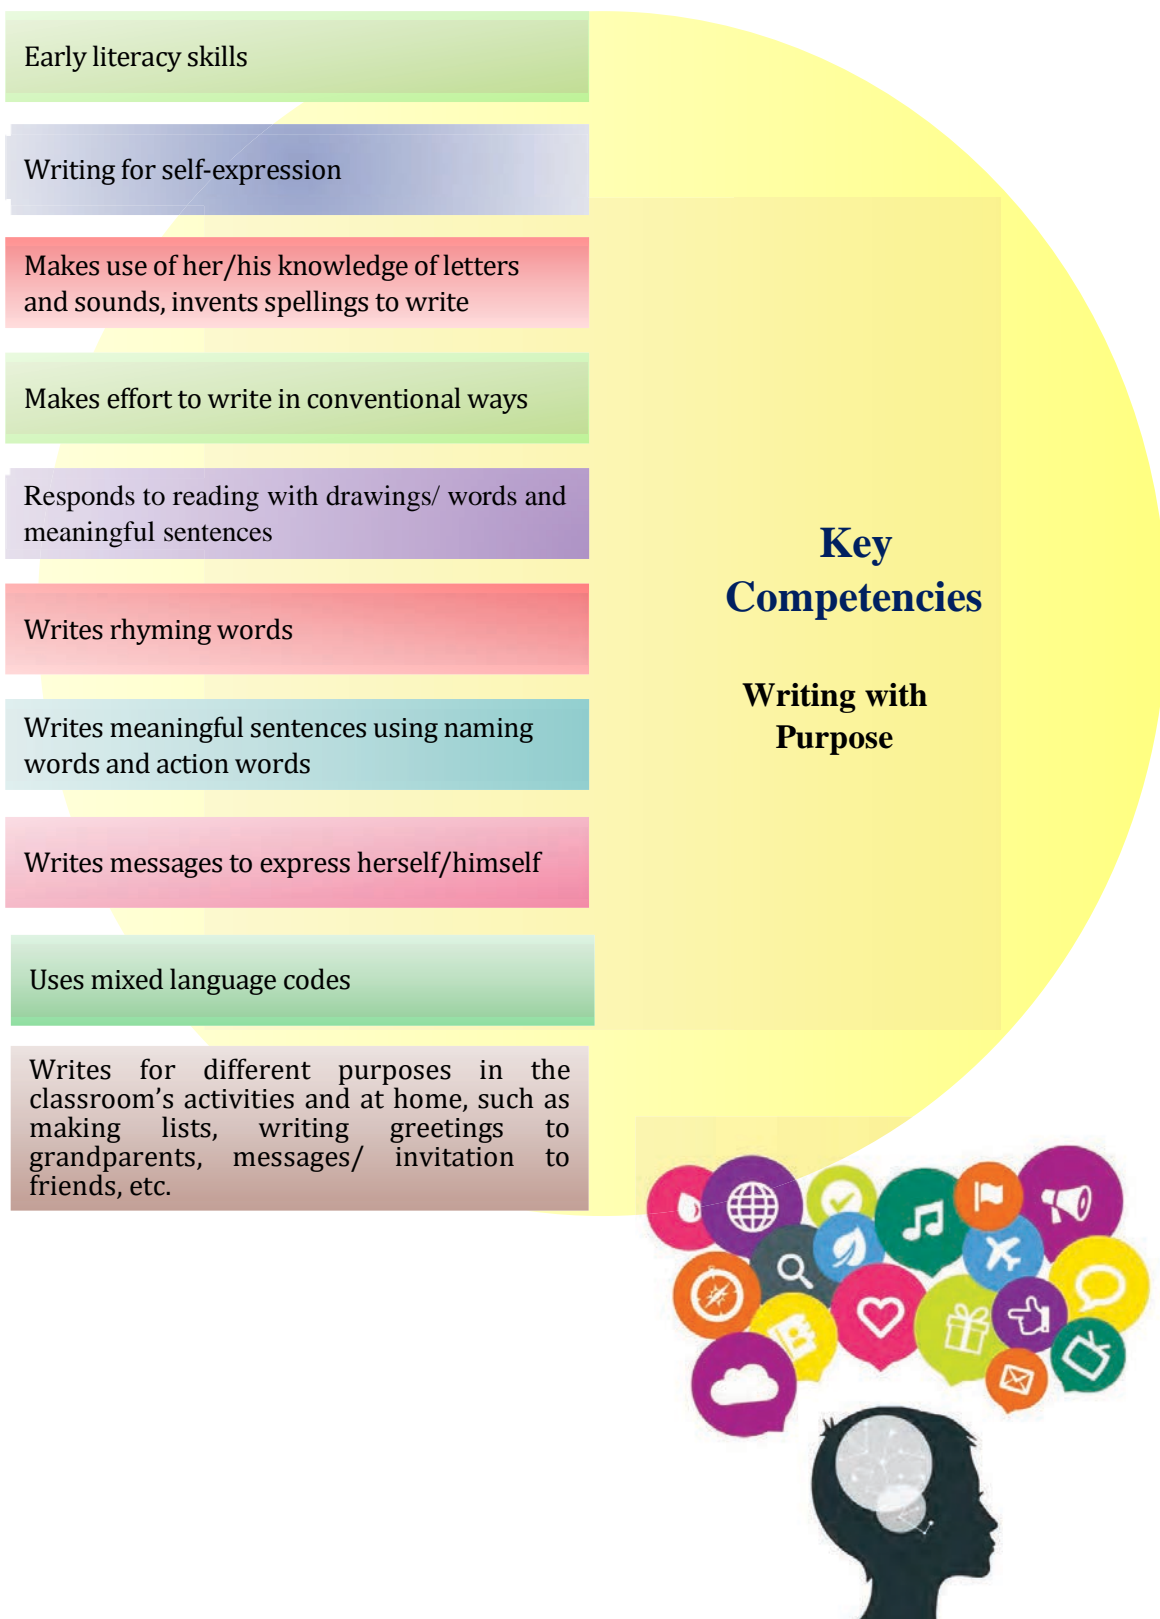 Early literacy skills
Writing for self-expression
Makes use of her/his knowledge of letters
and sounds, invents spellings to write
Makes effort to write in conventional ways
Responds to reading with drawings/ words and
meaningful sentences
Writes rhyming words
Writes meaningful sentences using naming
words and action words
Writes messages to express herself/himself
Uses mixed language codes
Writes for different purposes in the
classroom’s activities and at home, such as
making lists, writing greetings to
grandparents, messages/ invitation to
friends, etc.
Key
Competencies
Writing with
Purpose